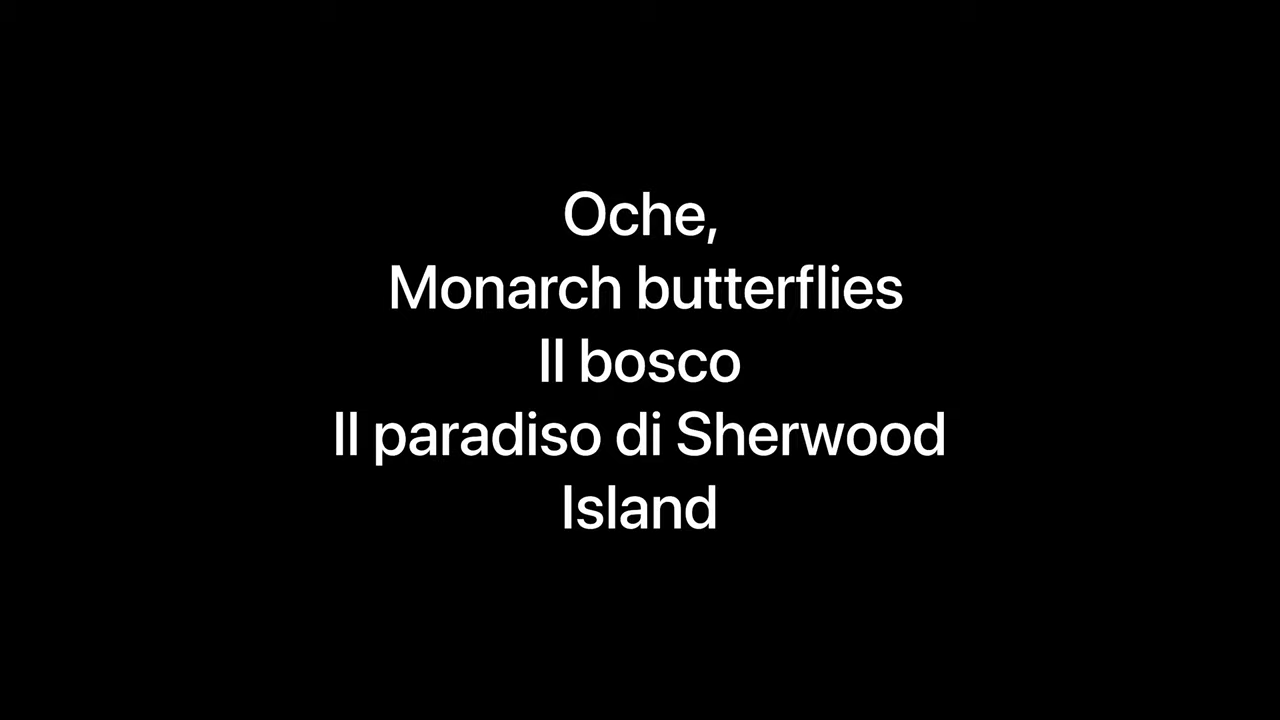 Oche,
Monarch butterflies
Il bosco
Il paradiso di Sherwood
Island